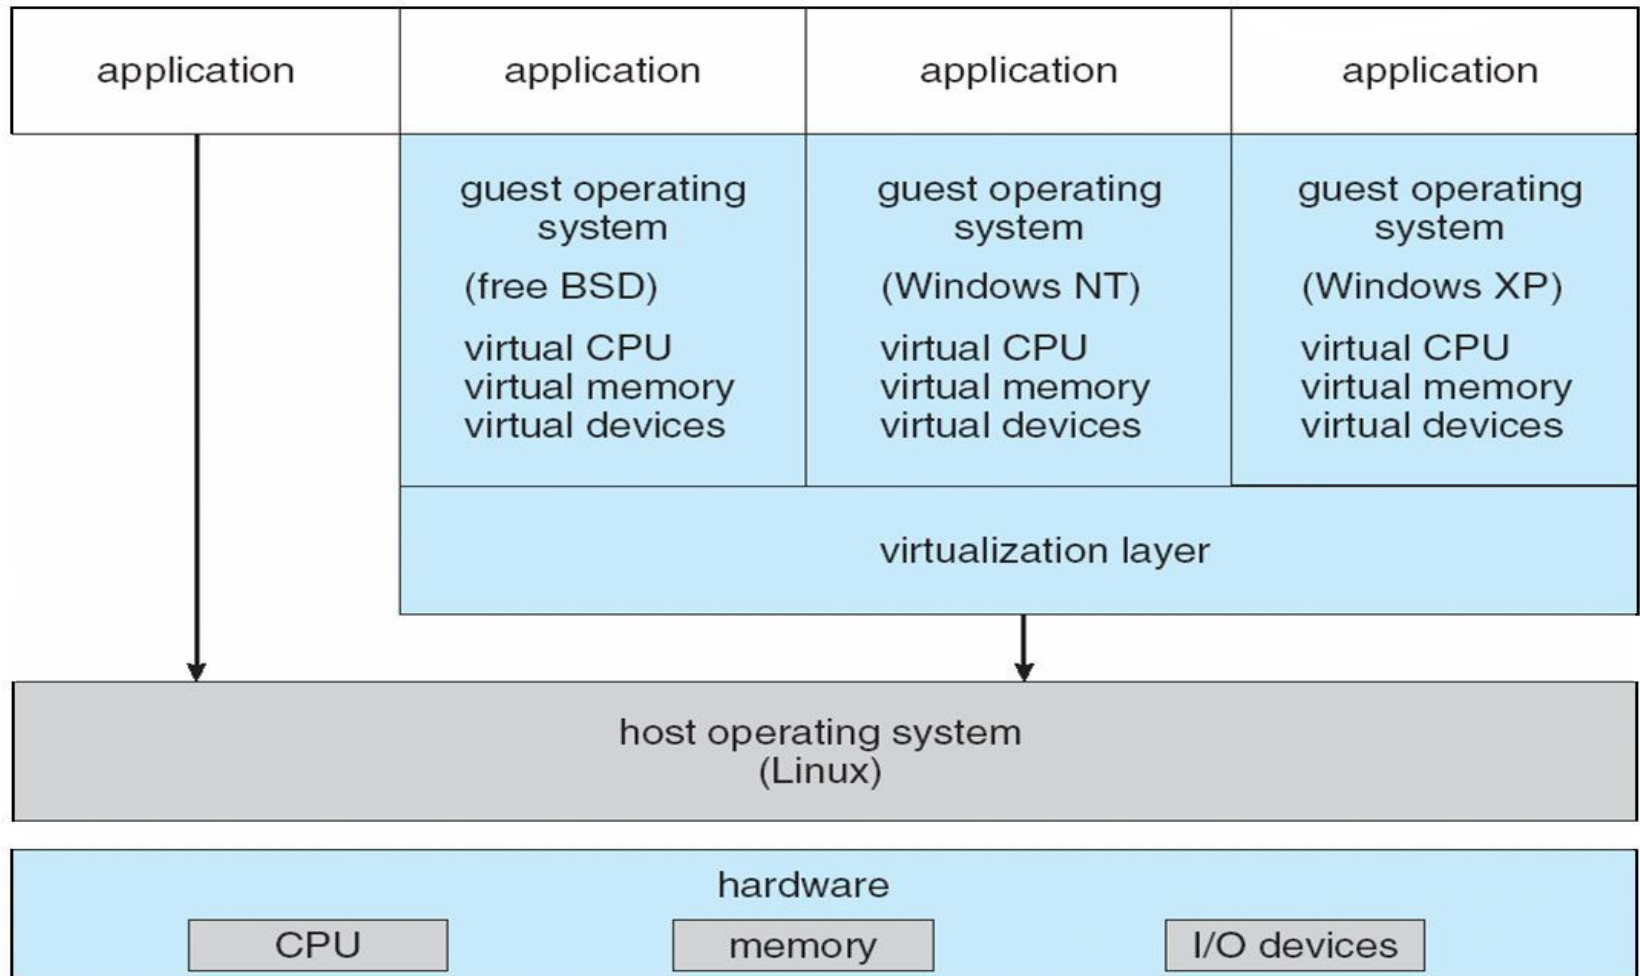 application
application
application
application
guest operating
system
(free BSD)
virtual CPU
virtual memory
virtual devices
guest operating
system
(Windows NT)
virtual CPU
virtual memory
virtual devices
guest operating
system
(Windows XP)
virtual CPU
virtual memory
virtual devices
virtualization layer
host operating system
(Linux)
hardware
CPU
memory
I/O devices